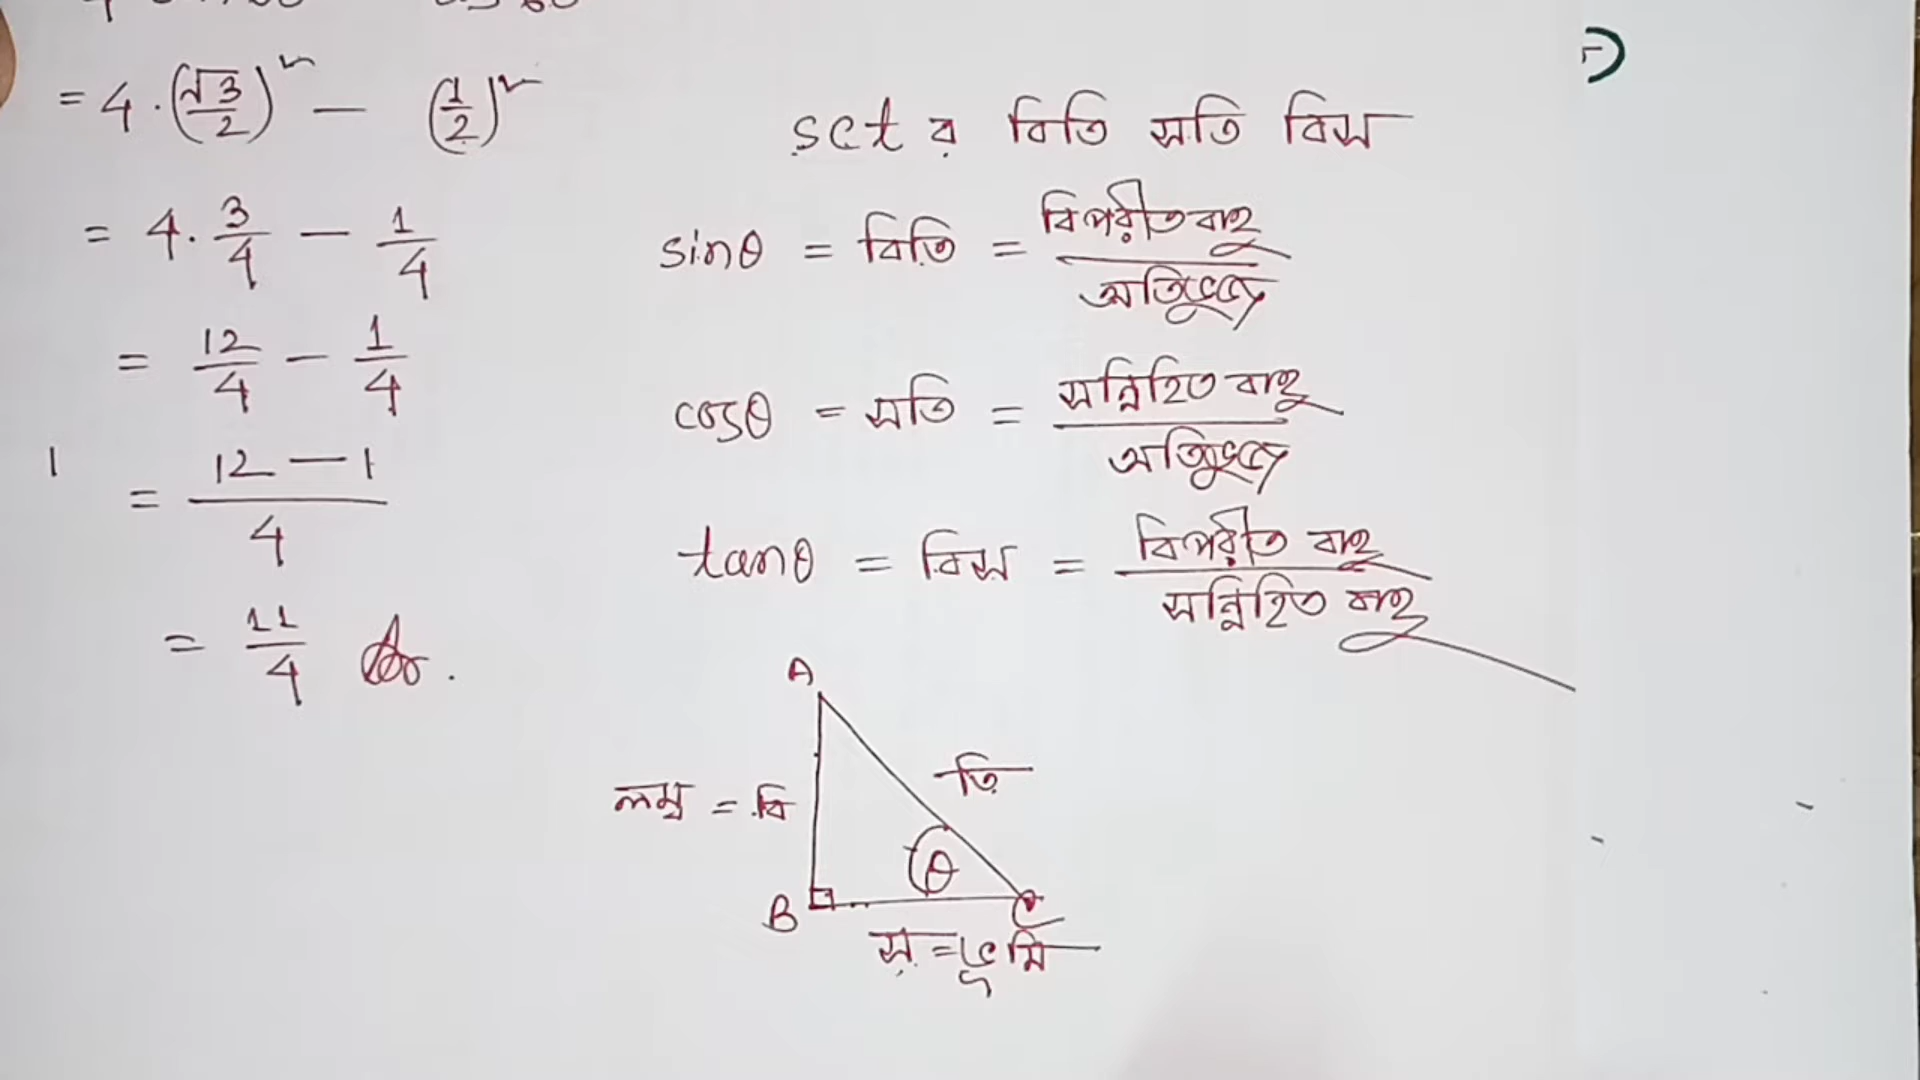 = 4 . (√3/2)² − (1/2)²
= 4 . 3/4 − 1/4
= 12/4 − 1/4
= 12 − 1 / 4
= 11/4
sct র বিতি সতি বিস
sinθ = বিতি = বিপরীত বাহু / অতিভুজ
cosθ = সতি = সন্নিহিত বাহু / অতিভুজ
tanθ = বিস = বিপরীত বাহু / সন্নিহিত বাহু
A
তি
লম্ব = বি
θ
B C
স = ভূমি